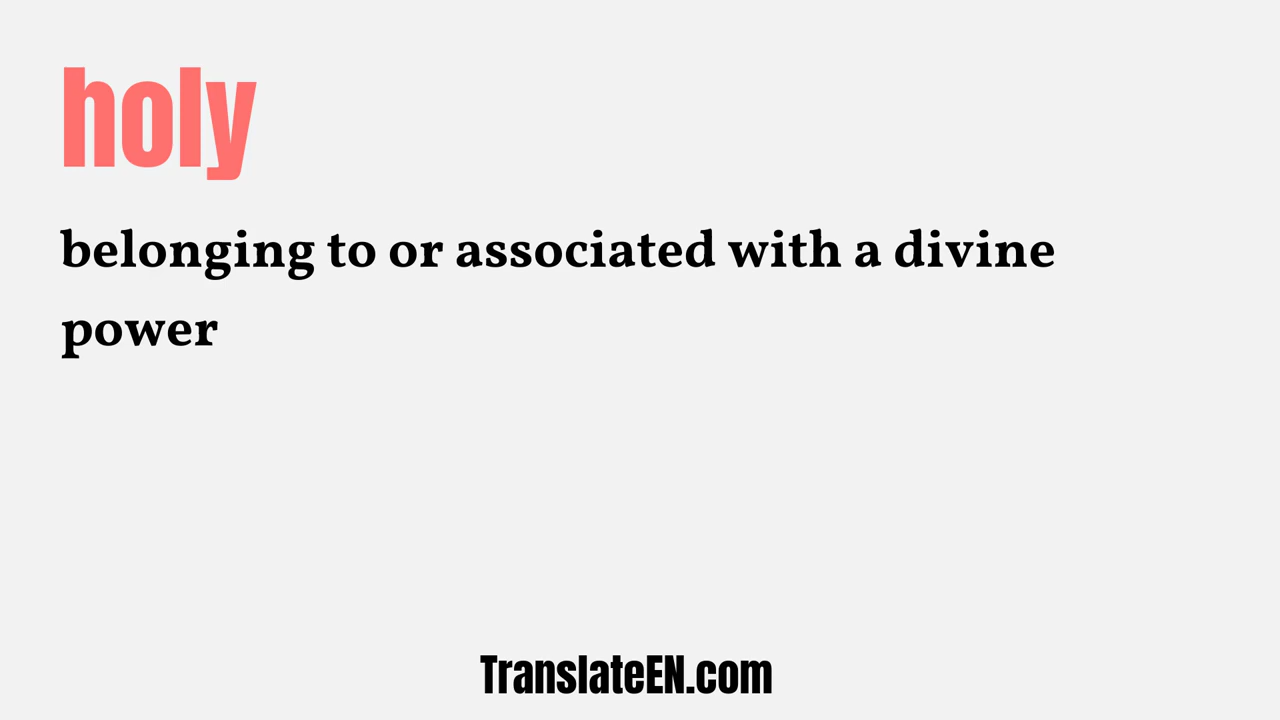 holy
belonging to or associated with a divine
power
TranslateEN.com